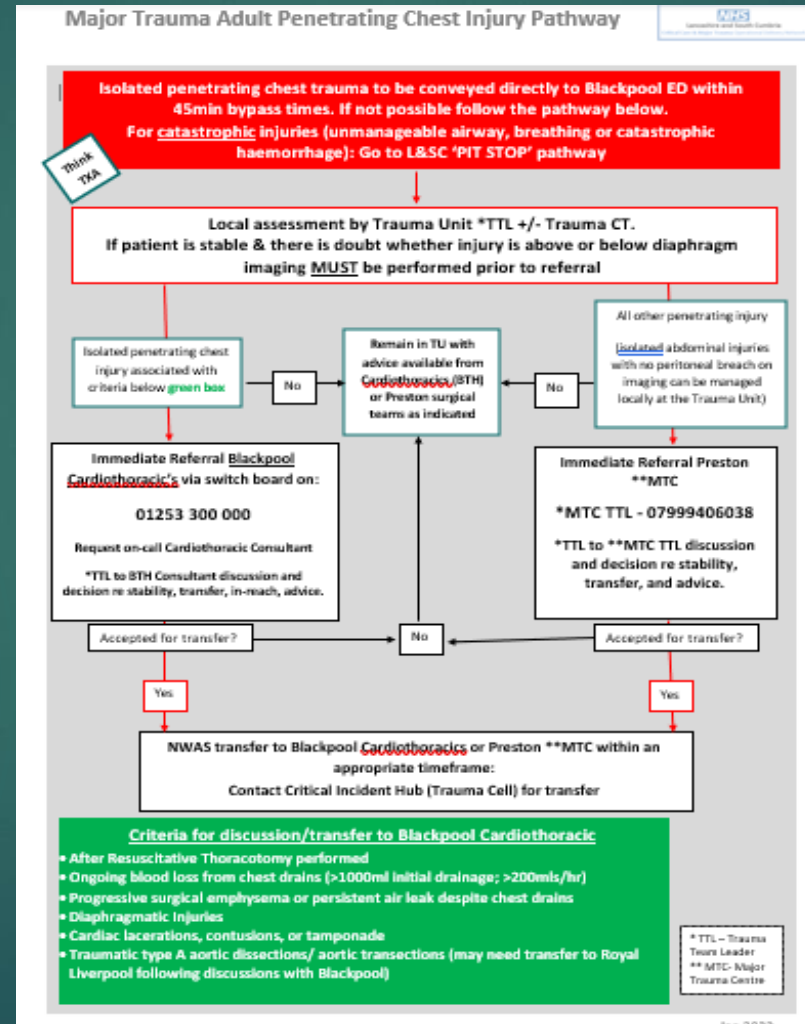 Major Trauma Adult Penetrating Chest Injury Pathway
NHS
Lancashire and South Cumbria
Isolated penetrating chest trauma to be conveyed directly to Blackpool ED within
45min bypass times. If not possible follow the pathway below.
For catastrophic injuries (unmanageable airway, breathing or catastrophic
haemorrhage): Go to L&SC ‘PIT STOP’ pathway
Think
TXA
Local assessment by Trauma Unit *TTL +/- Trauma CT.
If patient is stable & there is doubt whether injury is above or below diaphragm
imaging MUST be performed prior to referral
Isolated penetrating chest
injury associated with
criteria below green box
No
Remain in TU with
advice available from
Cardiothoracics (BTH)
or Preston surgical
teams as indicated
No
All other penetrating injury
(isolated abdominal injuries
with no peritoneal breach on
imaging can be managed
locally at the Trauma Unit)
Immediate Referral Blackpool
Cardiothoracic's via switch board on:
01253 300 000
Request on-call Cardiothoracic Consultant
*TTL to BTH Consultant discussion and
decision re stability, transfer, in-reach, advice.
Immediate Referral Preston
**MTC
*MTC TTL - 07999406038
*TTL to **MTC TTL discussion
and decision re stability,
transfer, and advice.
Accepted for transfer?
No
Accepted for transfer?
Yes
Yes
NWAS transfer to Blackpool Cardiothoracics or Preston **MTC within an
appropriate timeframe:
Contact Critical Incident Hub (Trauma Cell) for transfer
Criteria for discussion/transfer to Blackpool Cardiothoracic
• After Resuscitative Thoracotomy performed
• Ongoing blood loss from chest drains (>1000ml initial drainage; >200mls/hr)
• Progressive surgical emphysema or persistent air leak despite chest drains
• Diaphragmatic Injuries
• Cardiac lacerations, contusions, or tamponade
• Traumatic type A aortic dissections/ aortic transections (may need transfer to Royal
Liverpool following discussions with Blackpool)
* TTL – Trauma
Team Leader
** MTC- Major
Trauma Centre